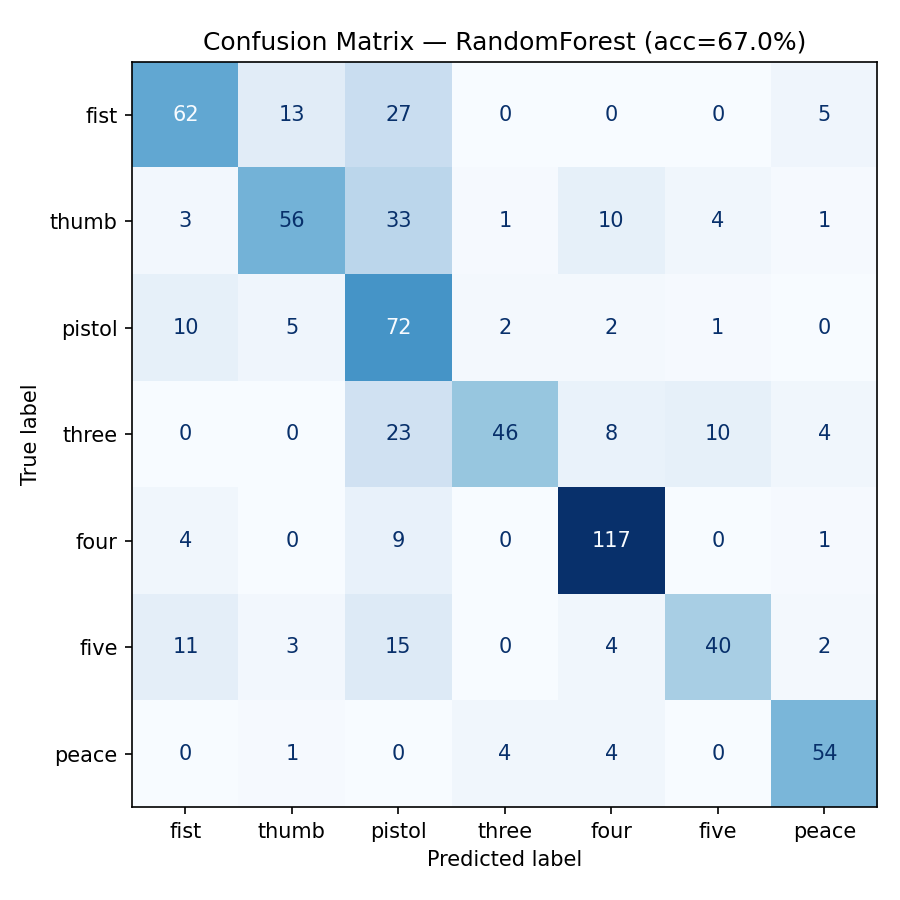 Confusion Matrix — RandomForest (acc=67.0%)
True label
fist 62 13 27 0 0 0 5
thumb 3 56 33 1 10 4 1
pistol 10 5 72 2 2 1 0
three 0 0 23 46 8 10 4
four 4 0 9 0 117 0 1
five 11 3 15 0 4 40 2
peace 0 1 0 4 4 0 54
fist thumb pistol three four five peace
Predicted label